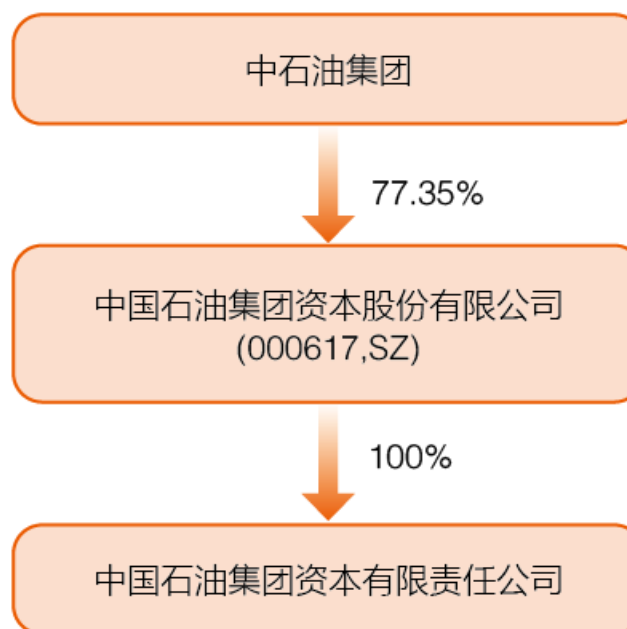 中石油集团
77.35%
中国石油集团资本股份有限公司
(000617,SZ)
100%
中国石油集团资本有限责任公司